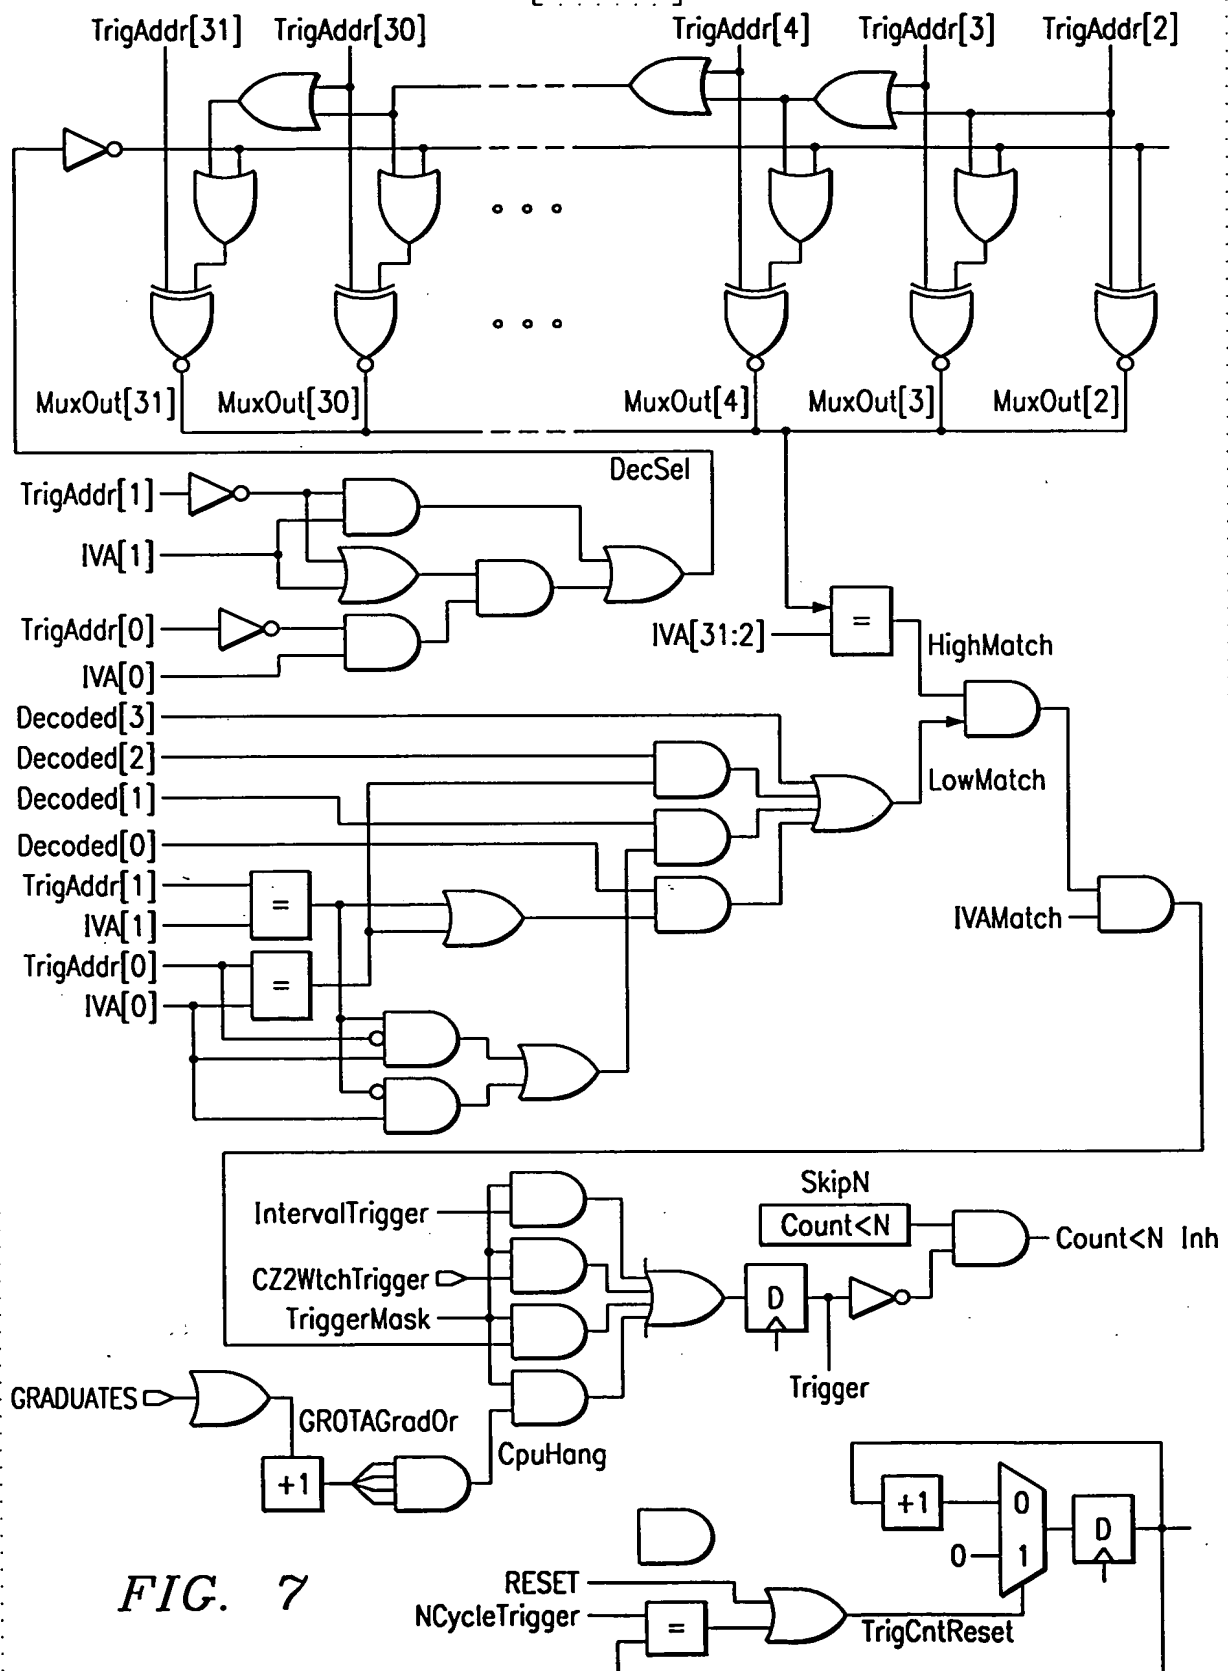 TrigAddr[31] TrigAddr[30] TrigAddr[4] TrigAddr[3] TrigAddr[2]
MuxOut[31] MuxOut[30] MuxOut[4] MuxOut[3] MuxOut[2]
DecSel
TrigAddr[1]
IVA[1]
TrigAddr[0]
IVA[0]
IVA[31:2]
=
HighMatch
Decoded[3]
Decoded[2]
Decoded[1]
Decoded[0]
LowMatch
TrigAddr[1]
=
IVA[1]
IVAMatch
TrigAddr[0]
=
IVA[0]
SkipN
IntervalTrigger
Count<N
Count<N Inh
CZ2WtchTrigger
TriggerMask
D
Trigger
GRADUATES
GROTAGradOr
CpuHang
+1
+1
0
D
0
1
FIG. 7
RESET
NCycleTrigger
=
TrigCntReset